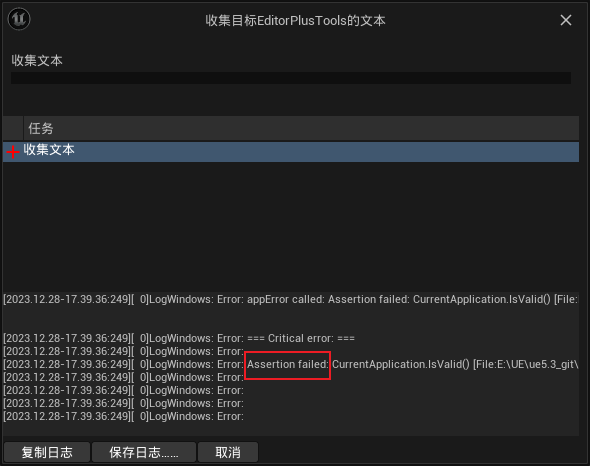 收集目标EditorPlusTools的文本
收集文本
任务
收集文本
[2023.12.28-17.39.36:249][  0]LogWindows: Error: appError called: Assertion failed: CurrentApplication.IsValid() [File:
[2023.12.28-17.39.36:249][  0]LogWindows: Error: === Critical error: ===
[2023.12.28-17.39.36:249][  0]LogWindows: Error:
[2023.12.28-17.39.36:249][  0]LogWindows: Error: Assertion failed: CurrentApplication.IsValid() [File:E:\UE\ue5.3_git\
[2023.12.28-17.39.36:249][  0]LogWindows: Error:
[2023.12.28-17.39.36:249][  0]LogWindows: Error:
[2023.12.28-17.39.36:249][  0]LogWindows: Error:
[2023.12.28-17.39.36:249][  0]LogWindows: Error:
复制日志 保存日志…… 取消